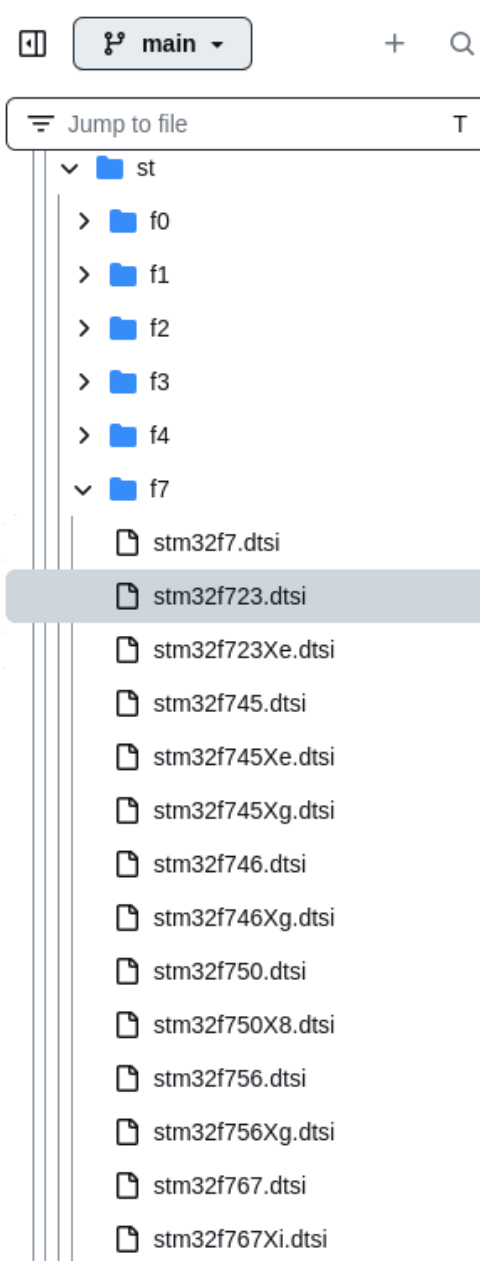 main
Jump to file T
st
f0
f1
f2
f3
f4
f7
stm32f7.dtsi
stm32f723.dtsi
stm32f723Xe.dtsi
stm32f745.dtsi
stm32f745Xe.dtsi
stm32f745Xg.dtsi
stm32f746.dtsi
stm32f746Xg.dtsi
stm32f750.dtsi
stm32f750X8.dtsi
stm32f756.dtsi
stm32f756Xg.dtsi
stm32f767.dtsi
stm32f767Xi.dtsi